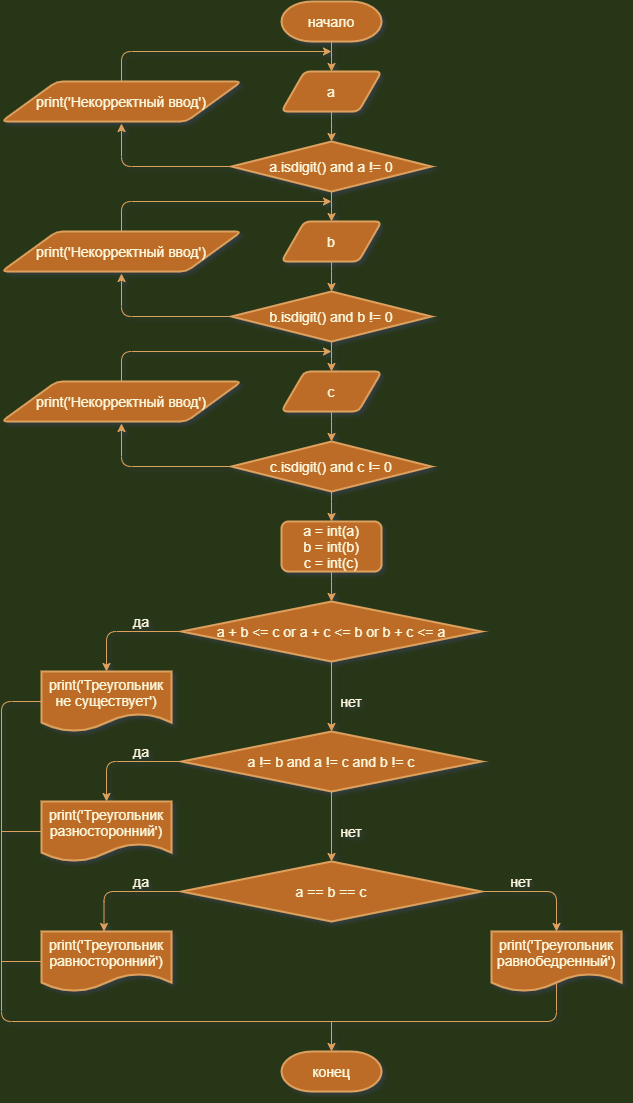 начало
print('Некорректный ввод')
a
a.isdigit() and a != 0
print('Некорректный ввод')
b
b.isdigit() and b != 0
print('Некорректный ввод')
c
c.isdigit() and c != 0
a = int(a)
b = int(b)
c = int(c)
да
a + b <= c or a + c <= b or b + c <= a
print('Треугольник
не существует')
нет
да
a != b and a != c and b != c
print('Треугольник
разносторонний')
нет
да
a == b == c
нет
print('Треугольник
равносторонний')
print('Треугольник
равнобедренный')
конец